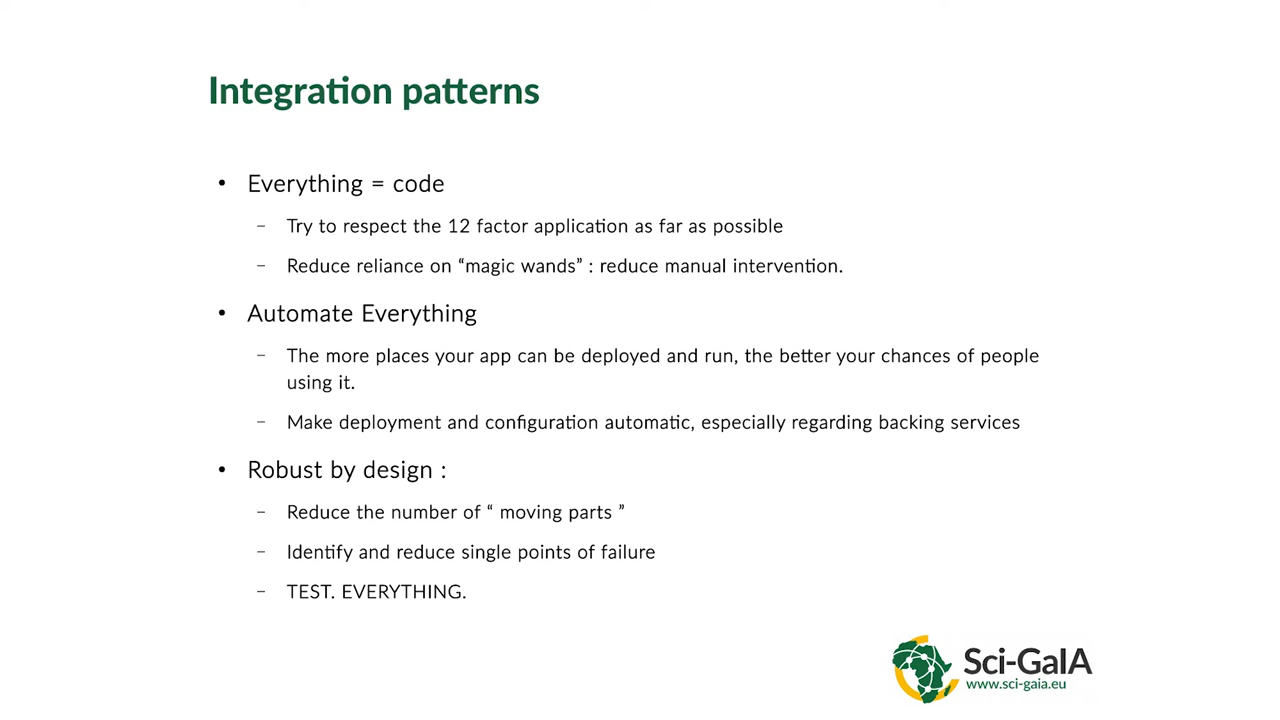 Integration patterns
• Everything = code
– Try to respect the 12 factor application as far as possible
– Reduce reliance on “magic wands” : reduce manual intervention.
• Automate Everything
– The more places your app can be deployed and run, the better your chances of people
using it.
– Make deployment and configuration automatic, especially regarding backing services
• Robust by design :
– Reduce the number of “ moving parts ”
– Identify and reduce single points of failure
– TEST. EVERYTHING.
Sci-GaIA
www.sci-gaia.eu